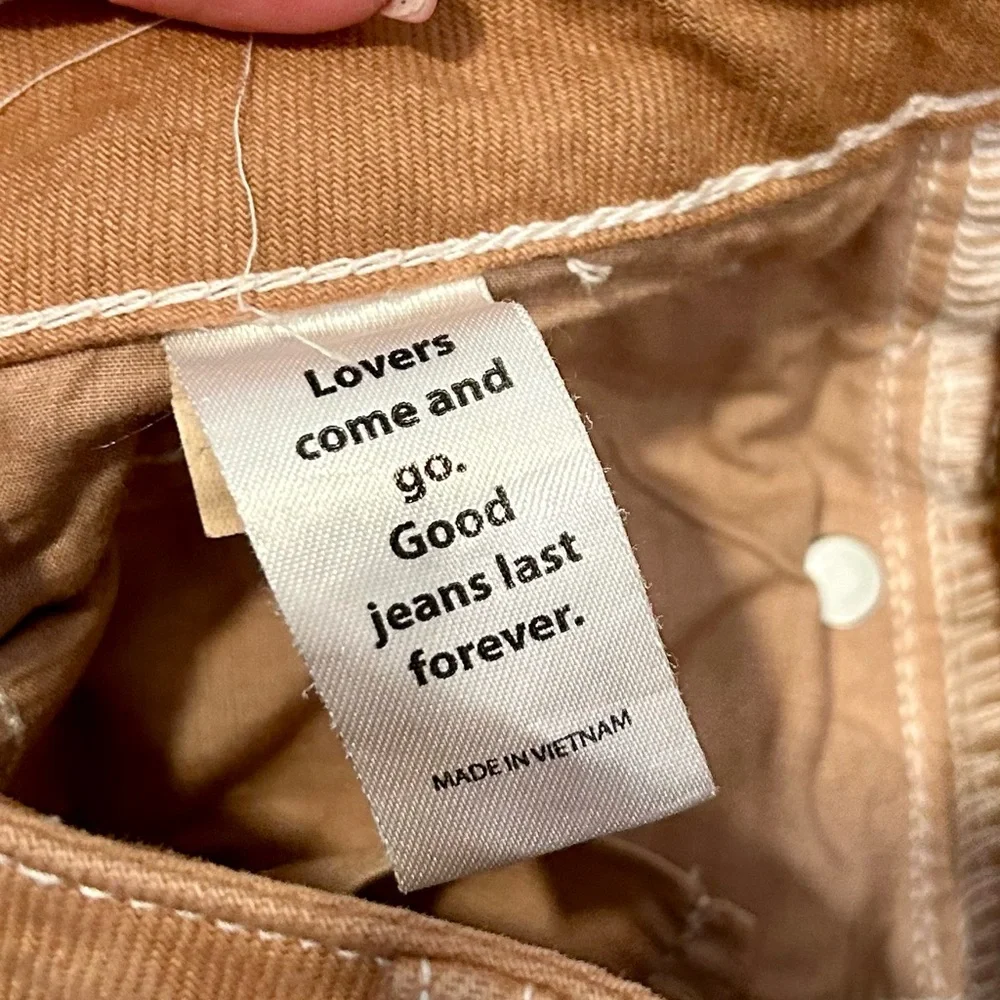 Lovers
come and
go.
Good
jeans last
forever.
MADE IN VIETNAM